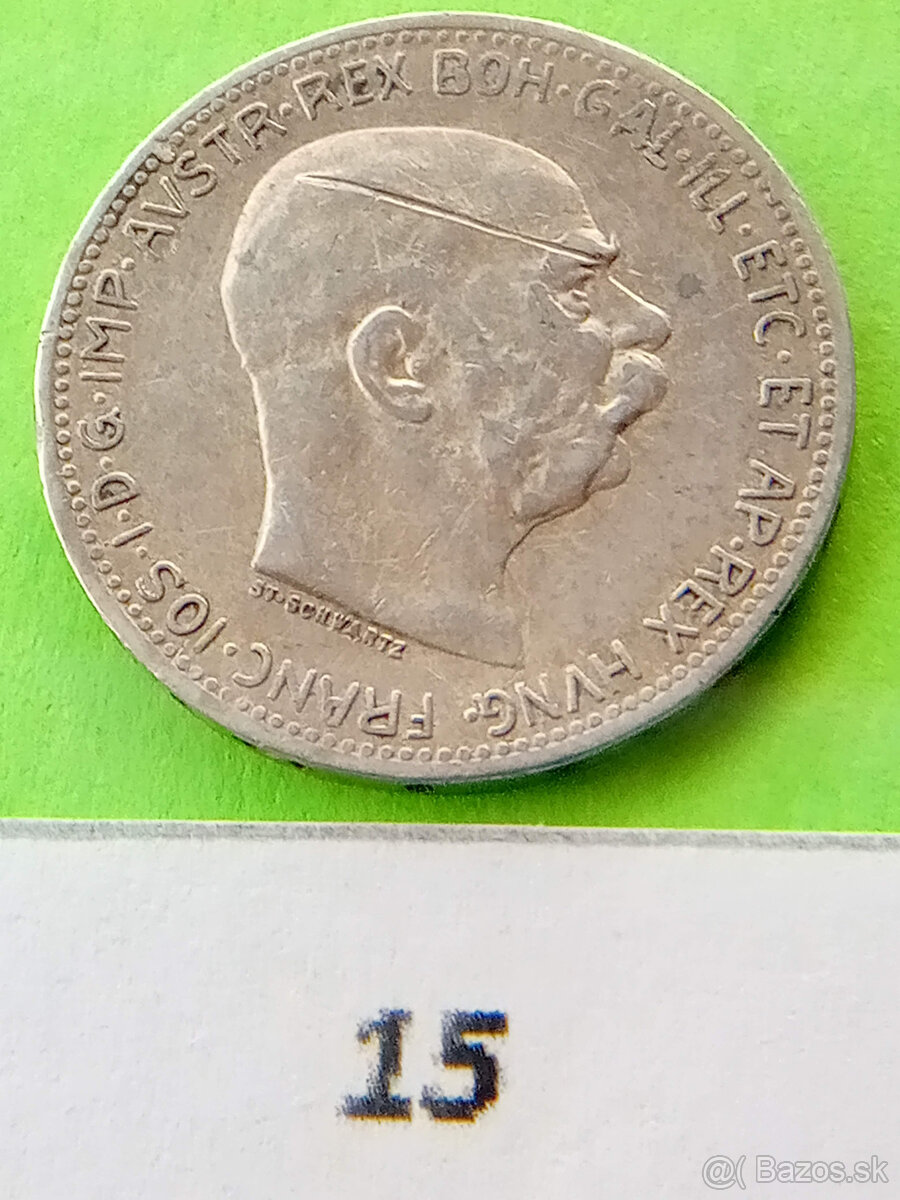 FRANC·IOS·I·D·G·IMP·AVSTR·REX BOH·GAL·ILL·ETC·ET AP·REX HVNG·
ST·SCHWARTZ
15
@( Bazos.sk